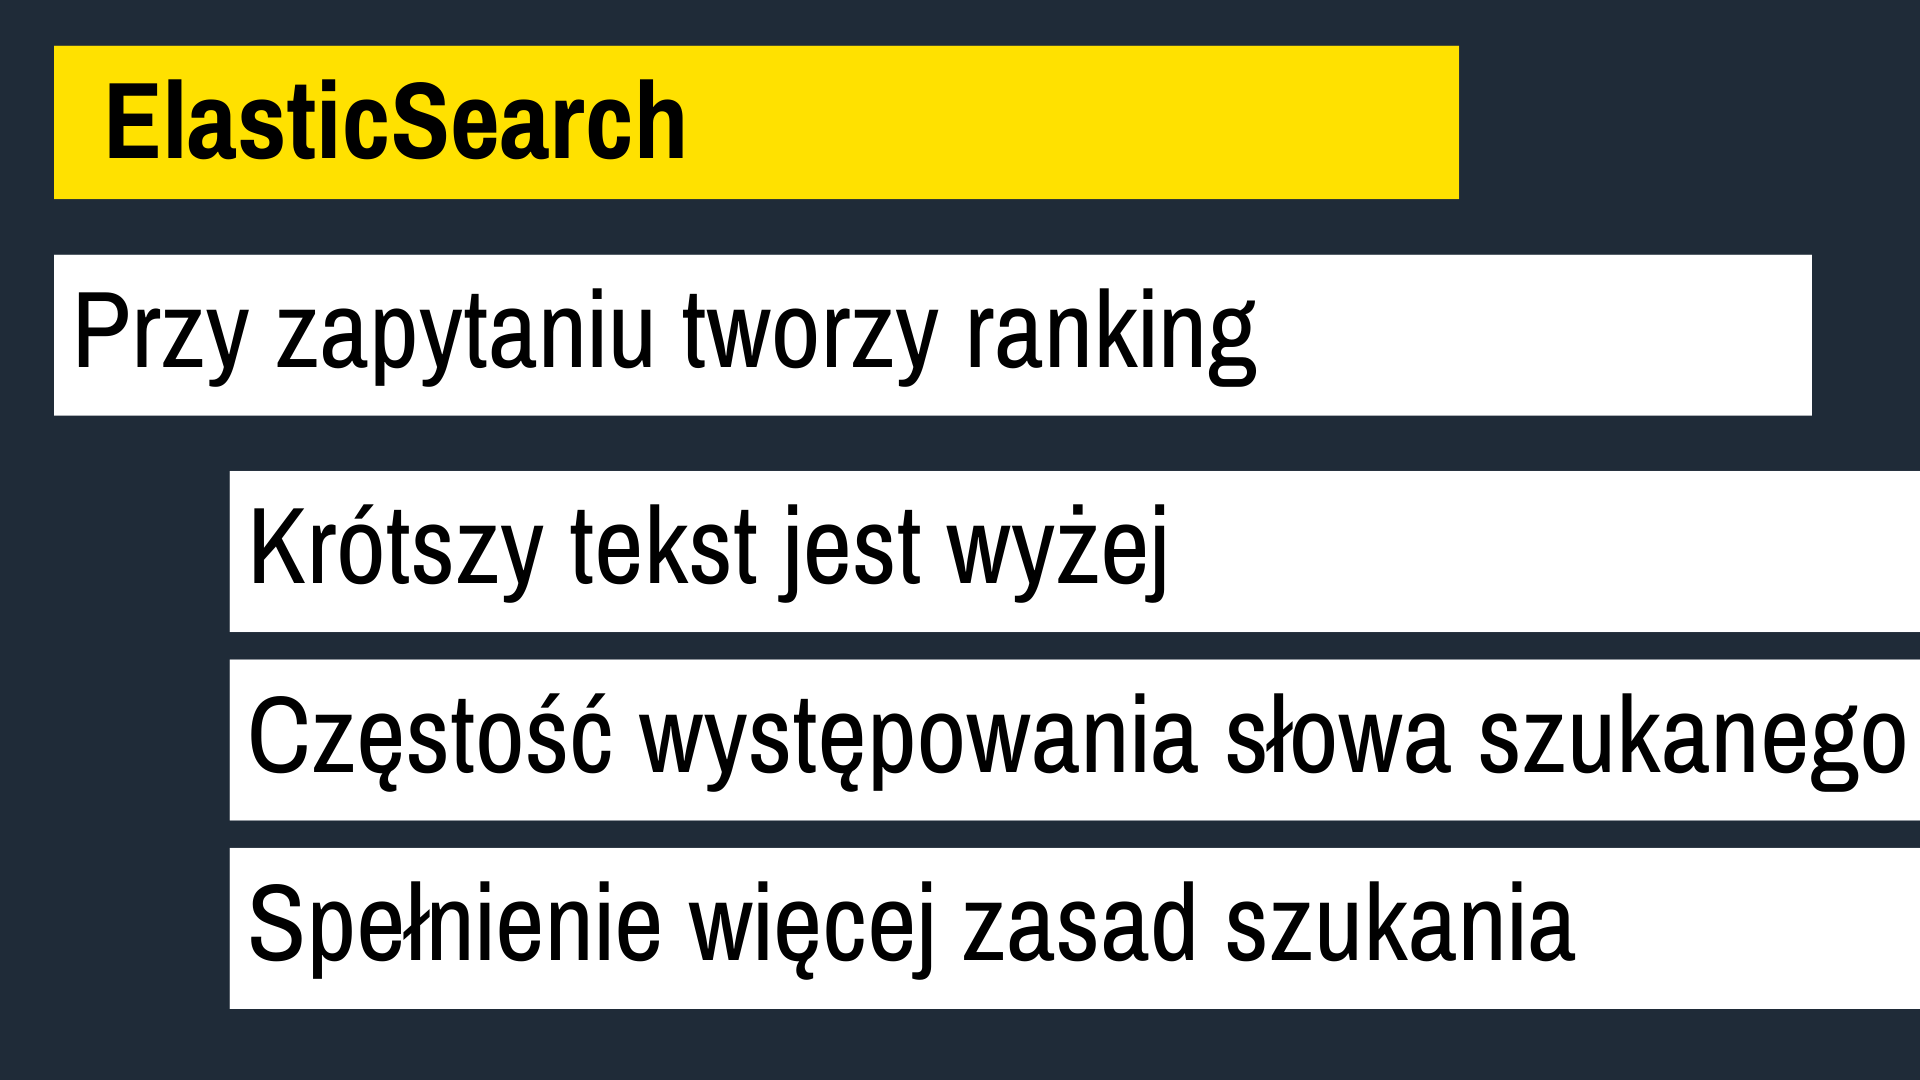 ElasticSearch
Przy zapytaniu tworzy ranking
Krótszy tekst jest wyżej
Częstość występowania słowa szukanego
Spełnienie więcej zasad szukania